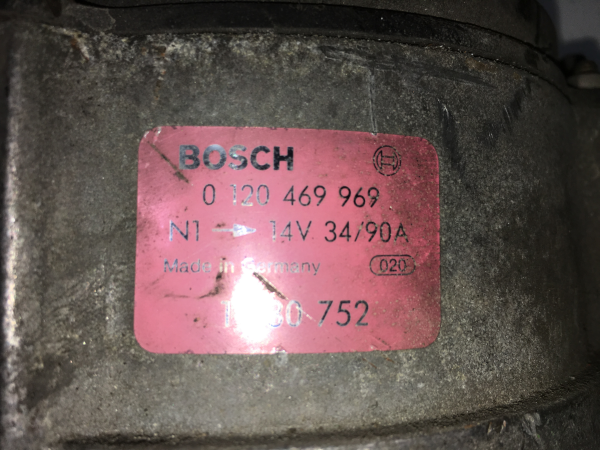 BOSCH
0 120 469 969
N1 → 14V 34/90A
Made in Germany 020
752